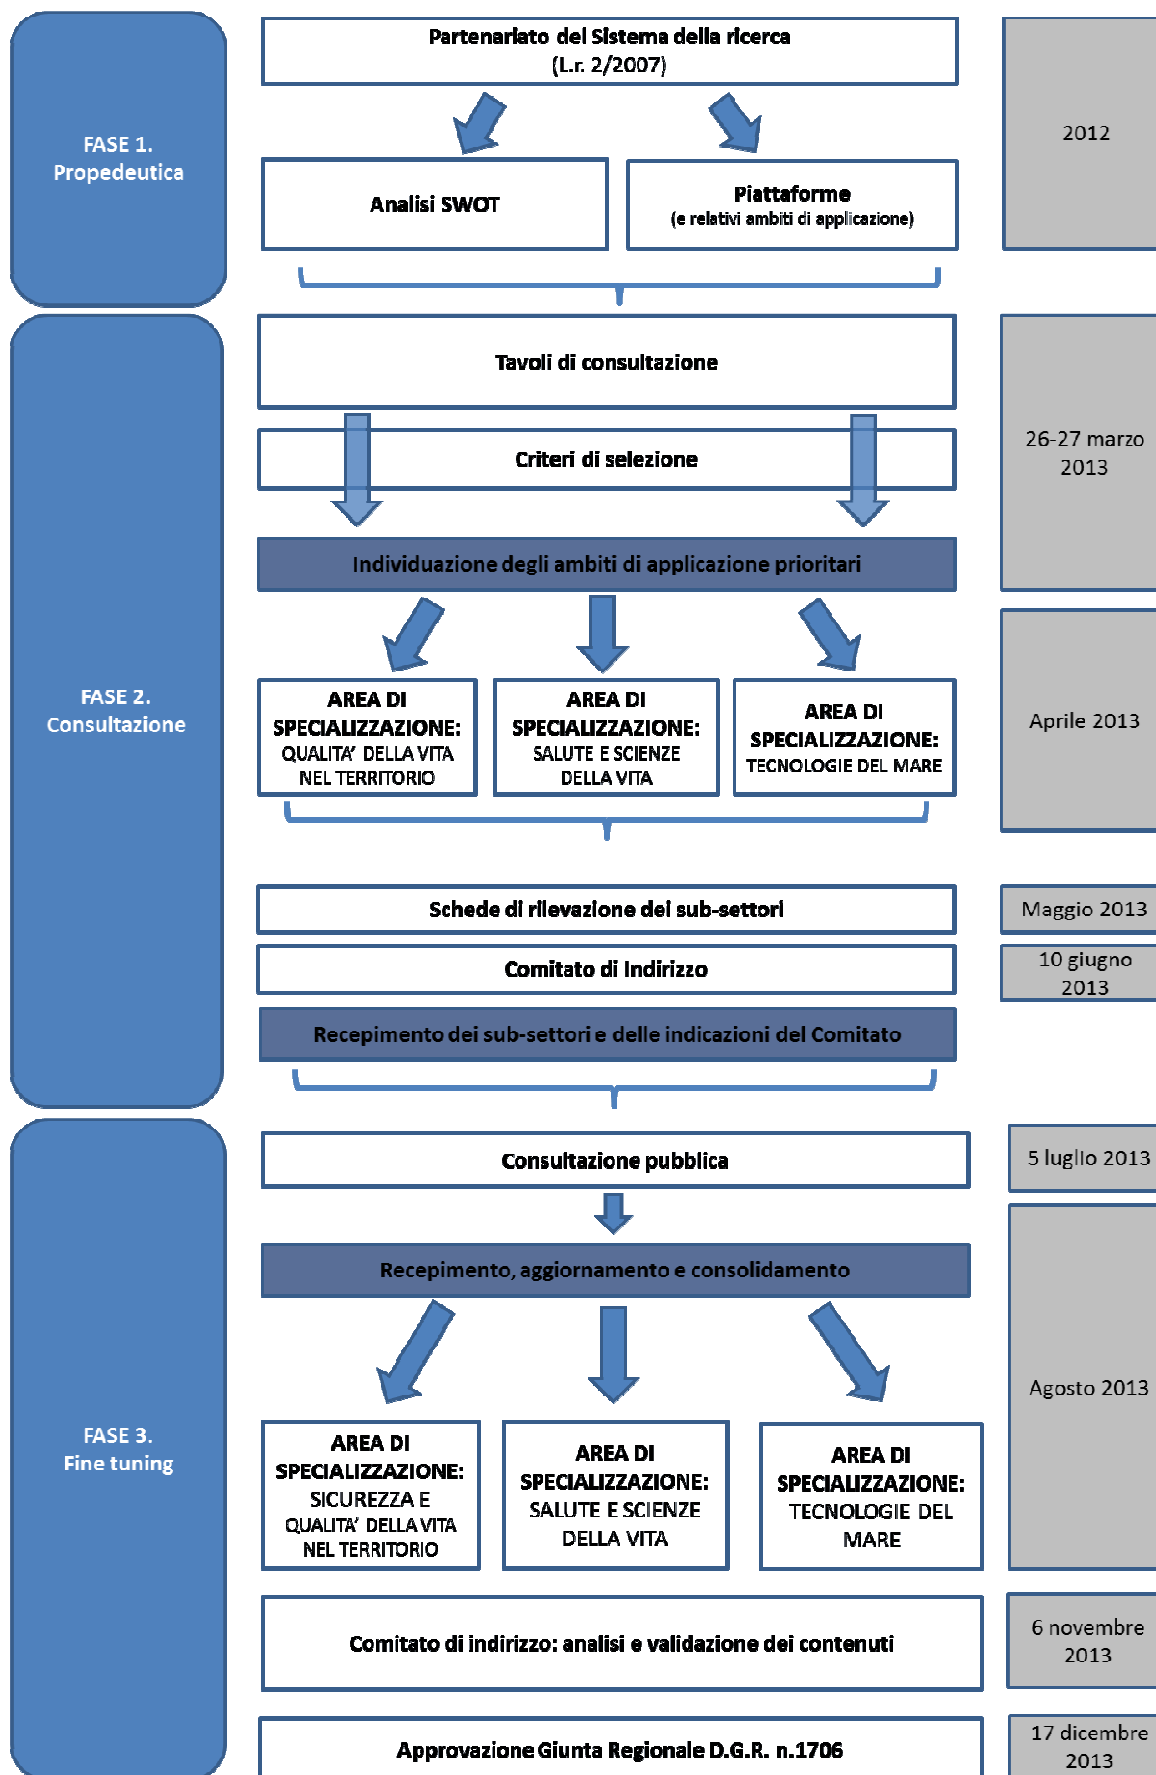 FASE 1.
Propedeutica
Partenariato del Sistema della ricerca
(L.r. 2/2007)
Analisi SWOT
Piattaforme
(e relativi ambiti di applicazione)
2012
FASE 2.
Consultazione
Tavoli di consultazione
Criteri di selezione
Individuazione degli ambiti di applicazione prioritari
26-27 marzo
2013
AREA DI
SPECIALIZZAZIONE:
QUALITA' DELLA VITA
NEL TERRITORIO
AREA DI
SPECIALIZZAZIONE:
SALUTE E SCIENZE
DELLA VITA
AREA DI
SPECIALIZZAZIONE:
TECNOLOGIE DEL MARE
Aprile 2013
Schede di rilevazione dei sub-settori
Maggio 2013
Comitato di Indirizzo
10 giugno
2013
Recepimento dei sub-settori e delle indicazioni del Comitato
FASE 3.
Fine tuning
Consultazione pubblica
5 luglio 2013
Recepimento, aggiornamento e consolidamento
AREA DI
SPECIALIZZAZIONE:
SICUREZZA E
QUALITA' DELLA VITA
NEL TERRITORIO
AREA DI
SPECIALIZZAZIONE:
SALUTE E SCIENZE
DELLA VITA
AREA DI
SPECIALIZZAZIONE:
TECNOLOGIE DEL
MARE
Agosto 2013
Comitato di indirizzo: analisi e validazione dei contenuti
6 novembre
2013
Approvazione Giunta Regionale D.G.R. n.1706
17 dicembre
2013